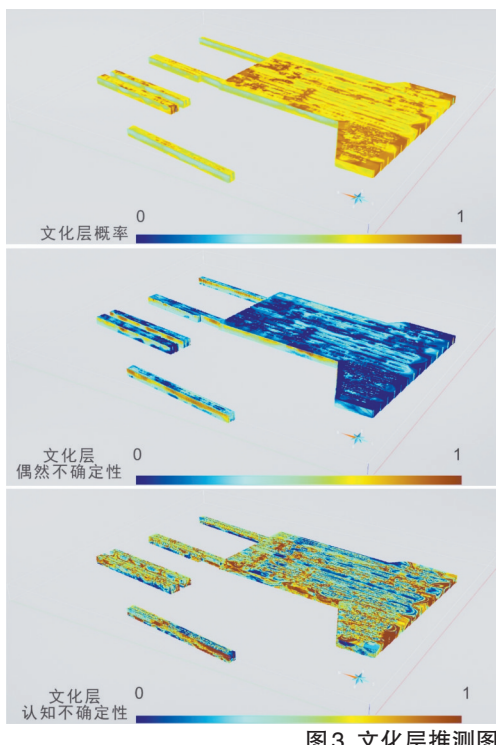 0 1
文化层概率
文化层 0 1
偶然不确定性
文化层 0 1
认知不确定性
图3 文化层推测图